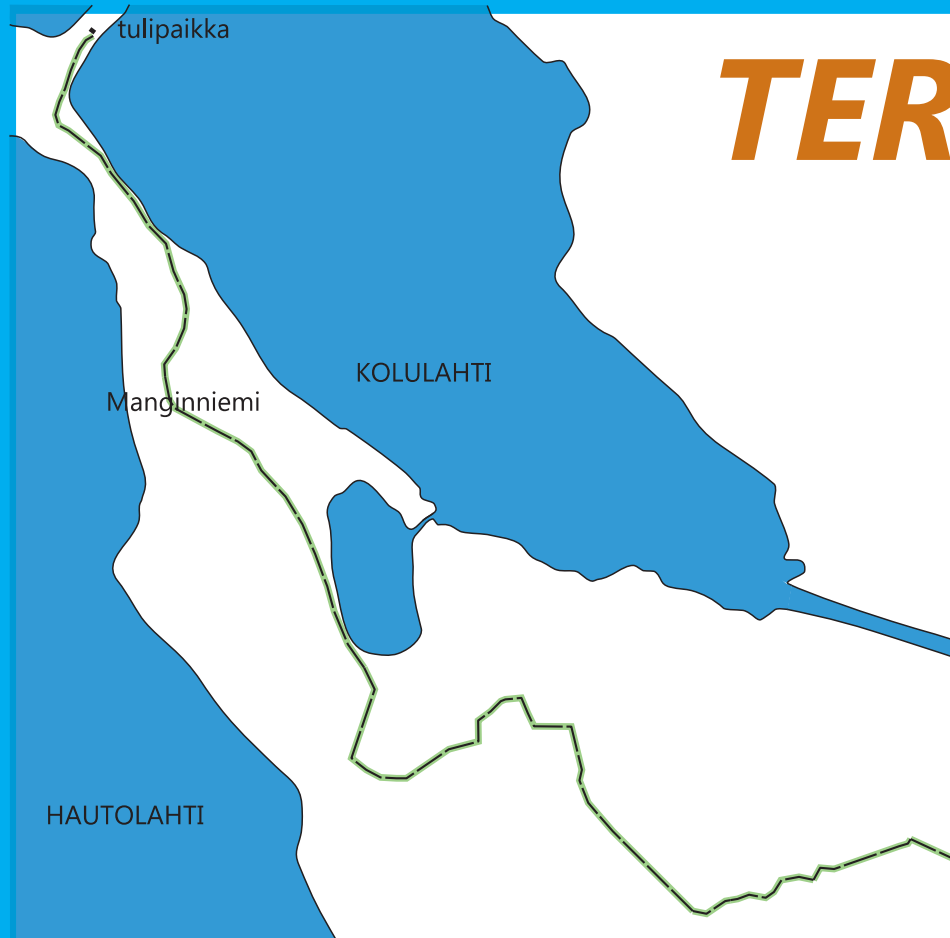 tulipaikka
TER
KOLULAHTI
Manginniemi
HAUTOLAHTI